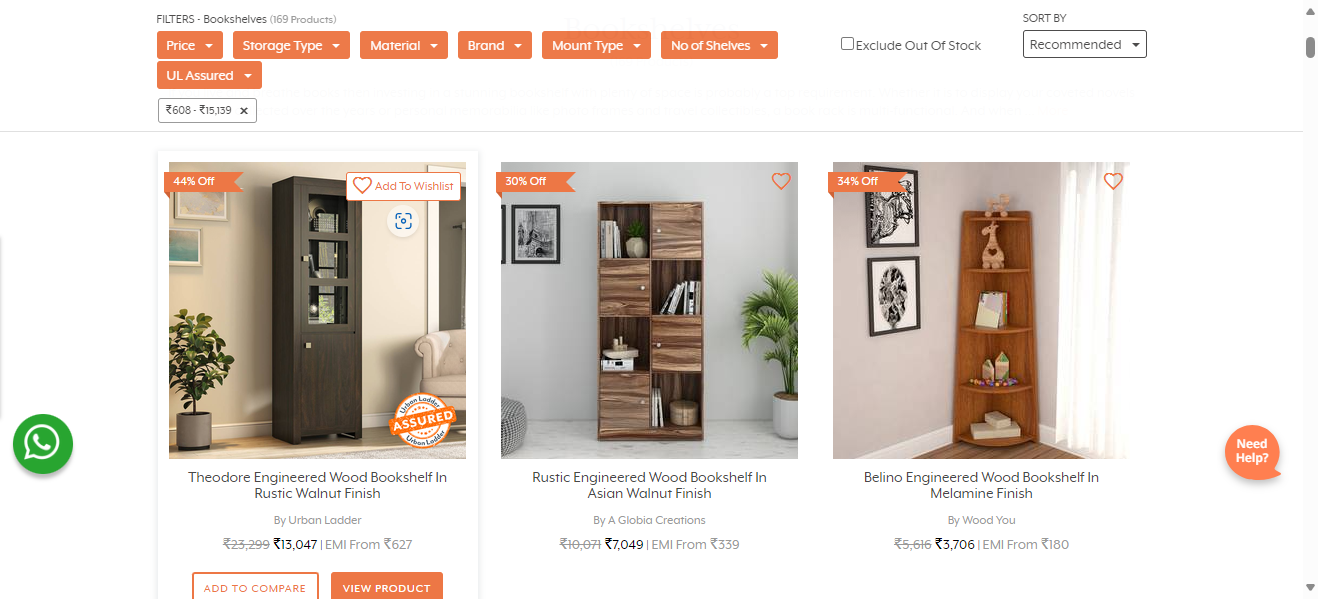 FILTERS - Bookshelves (169 Products)
SORT BY
Price
Storage Type
Material
Brand
Mount Type
No of Shelves
Exclude Out Of Stock
Recommended
UL Assured
₹608 - ₹15,139 ×
44% Off
Add To Wishlist
30% Off
34% Off
Urban Ladder
ASSURED
Urban Ladder
Need
Help?
Theodore Engineered Wood Bookshelf In
Rustic Walnut Finish
By Urban Ladder
₹23,299 ₹13,047 | EMI From ₹627
ADD TO COMPARE
VIEW PRODUCT
Rustic Engineered Wood Bookshelf In
Asian Walnut Finish
By A Globia Creations
₹10,071 ₹7,049 | EMI From ₹339
Belino Engineered Wood Bookshelf In
Melamine Finish
By Wood You
₹5,616 ₹3,706 | EMI From ₹180